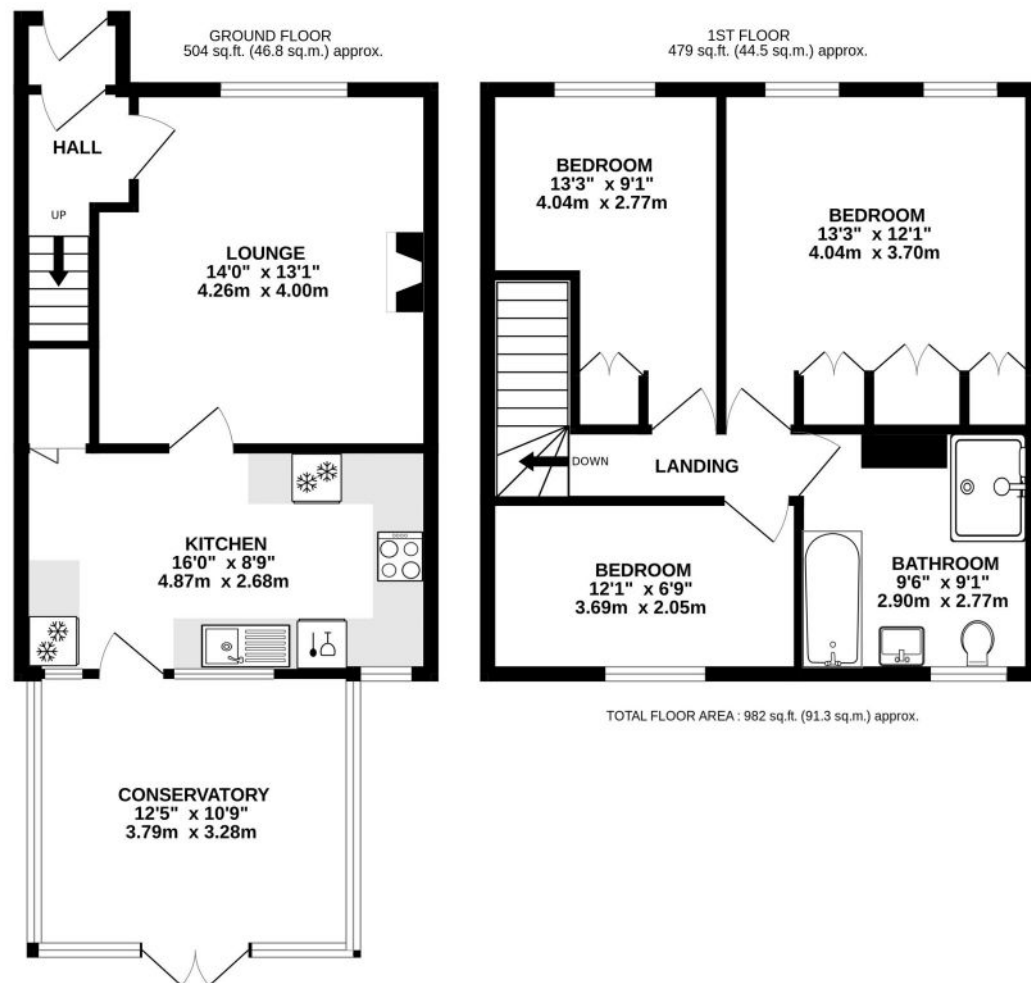 GROUND FLOOR
504 sq.ft. (46.8 sq.m.) approx.
HALL
UP
LOUNGE
14'0" x 13'1"
4.26m x 4.00m
KITCHEN
16'0" x 8'9"
4.87m x 2.68m
CONSERVATORY
12'5" x 10'9"
3.79m x 3.28m
1ST FLOOR
479 sq.ft. (44.5 sq.m.) approx.
BEDROOM
13'3" x 9'1"
4.04m x 2.77m
BEDROOM
13'3" x 12'1"
4.04m x 3.70m
DOWN
LANDING
BEDROOM
12'1" x 6'9"
3.69m x 2.05m
BATHROOM
9'6" x 9'1"
2.90m x 2.77m
TOTAL FLOOR AREA : 982 sq.ft. (91.3 sq.m.) approx.